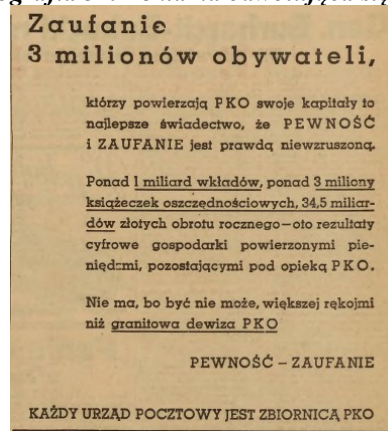 Zaufanie
3 milionów obywateli,
którzy powierzają PKO swoje kapitały to
najlepsze świadectwo, że PEWNOŚĆ
i ZAUFANIE jest prawdą niewzruszoną.
Ponad 1 miliard wkładów, ponad 3 miliony
książeczek oszczędnościowych, 34,5 miliar-
dów złotych obrotu rocznego—oto rezultaty
cyfrowe gospodarki powierzonymi pie-
niędzmi, pozostającymi pod opieką PKO.
Nie ma, bo być nie może, większej rękojmi
niż granitowa dewiza PKO
PEWNOŚĆ – ZAUFANIE
KAŻDY URZĄD POCZTOWY JEST ZBIORNICĄ PKO